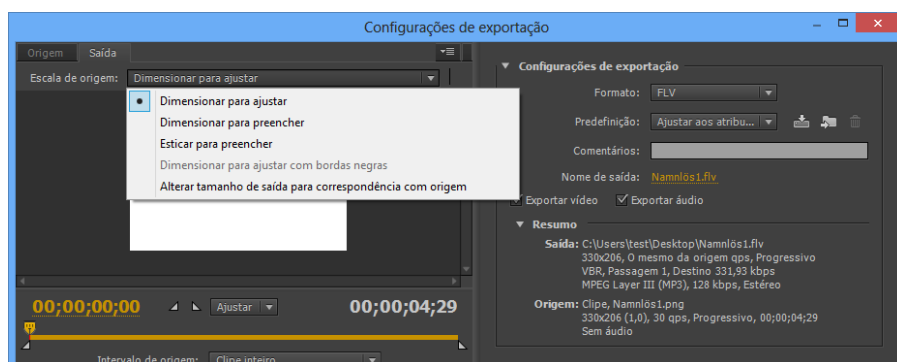 Configurações de exportação
Origem Saída
Escala de origem: Dimensionar para ajustar
Dimensionar para ajustar
Dimensionar para preencher
Esticar para preencher
Dimensionar para ajustar com bordas negras
Alterar tamanho de saída para correspondência com origem
00;00;00;00 Ajustar 00;00;04;29
Intervalo de origem: Clipe inteiro
Configurações de exportação
Formato: FLV
Predefinição: Ajustar aos atribu...
Comentários:
Nome de saída: Namnlös1.flv
Exportar vídeo Exportar áudio
Resumo
Saída: C:\Users\test\Desktop\Namnlös1.flv
330x206, O mesmo da origem qps, Progressivo
VBR, Passagem 1, Destino 331,93 kbps
MPEG Layer III (MP3), 128 kbps, Estéreo
Origem: Clipe, Namnlös1.png
330x206 (1,0), 30 qps, Progressivo, 00;00;04;29
Sem áudio